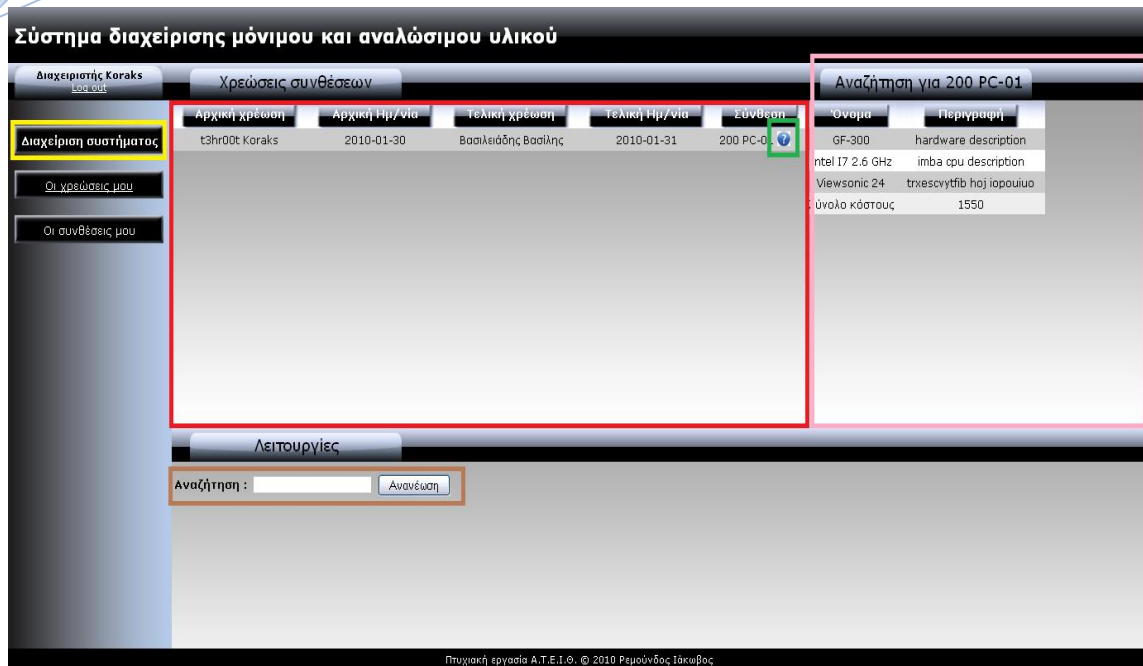 Σύστημα διαχείρισης μόνιμου και αναλώσιμου υλικού
Διαχειριστής Koraks
Log out
Χρεώσεις συνθέσεων
Αναζήτηση για 200 PC-01
Διαχείριση συστήματος
Οι χρεώσεις μου
Οι συνθέσεις μου
Αρχική χρέωση Αρχική Ημ/νία Τελική χρέωση Τελική Ημ/νία Σύνθεση
t3hr00t Koraks 2010-01-30 Βασιλειάδης Βασίλης 2010-01-31 200 PC-01
Όνομα Περιγραφή
GF-300 hardware description
ntel I7 2.6 GHz imba cpu description
Viewsonic 24 trxescvytfib hoj iopouiuo
ύνολο κόστους 1550
Λειτουργίες
Αναζήτηση : Ανανέωση
Πτυχιακή εργασία Α.Τ.Ε.Ι.Θ. © 2010 Ρεμούνδος Ιάκωβος